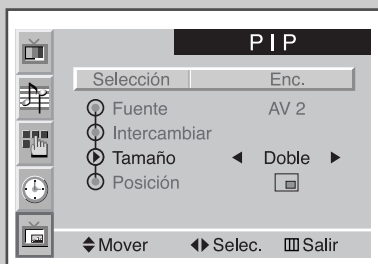 PIP
Selección Enc.
Fuente AV 2
Intercambiar
Tamaño ◀ Doble ▶
Posición
Mover Selec. Salir